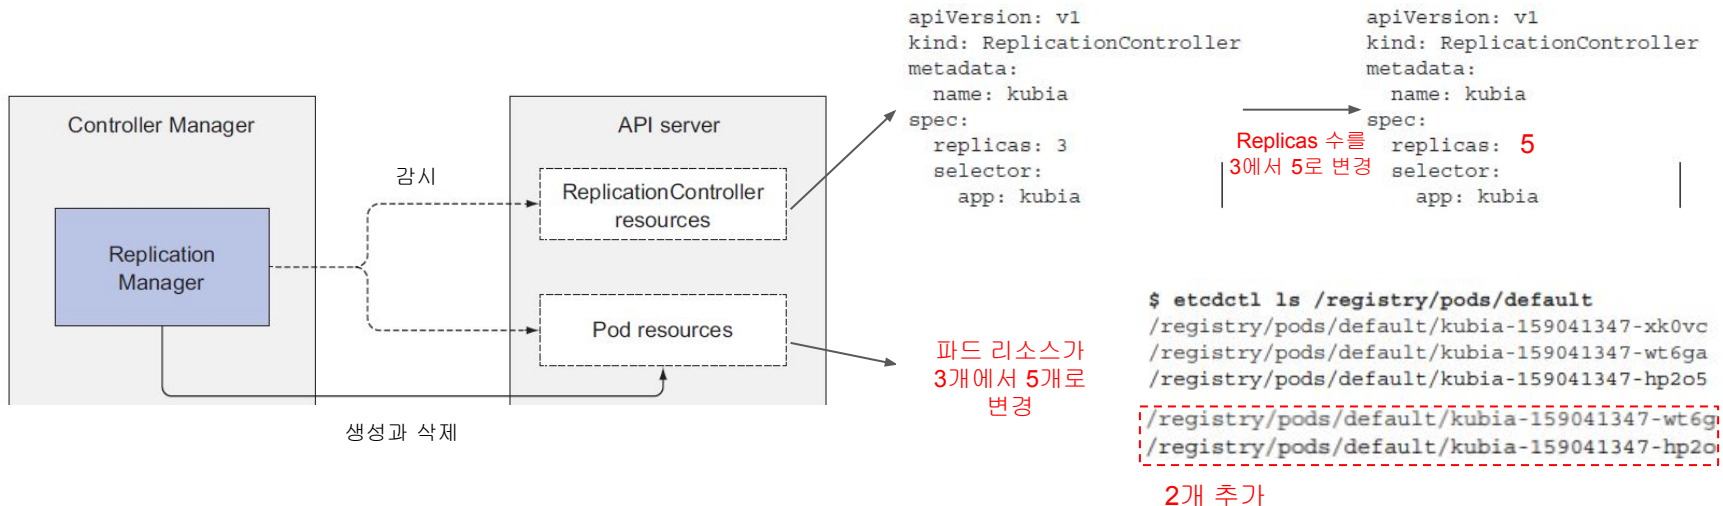 Controller Manager
Replication
Manager
감시
생성과 삭제
API server
ReplicationController
resources
Pod resources
apiVersion: v1
kind: ReplicationController
metadata:
name: kubia
spec:
replicas: 3
selector:
app: kubia
Replicas 수를
3에서 5로 변경
apiVersion: v1
kind: ReplicationController
metadata:
name: kubia
spec:
replicas: 5
selector:
app: kubia
파드 리소스가
3개에서 5개로
변경
$ etcdctl ls /registry/pods/default
/registry/pods/default/kubia-159041347-xk0vc
/registry/pods/default/kubia-159041347-wt6ga
/registry/pods/default/kubia-159041347-hp2o5
/registry/pods/default/kubia-159041347-wt6g
/registry/pods/default/kubia-159041347-hp2o
2개 추가